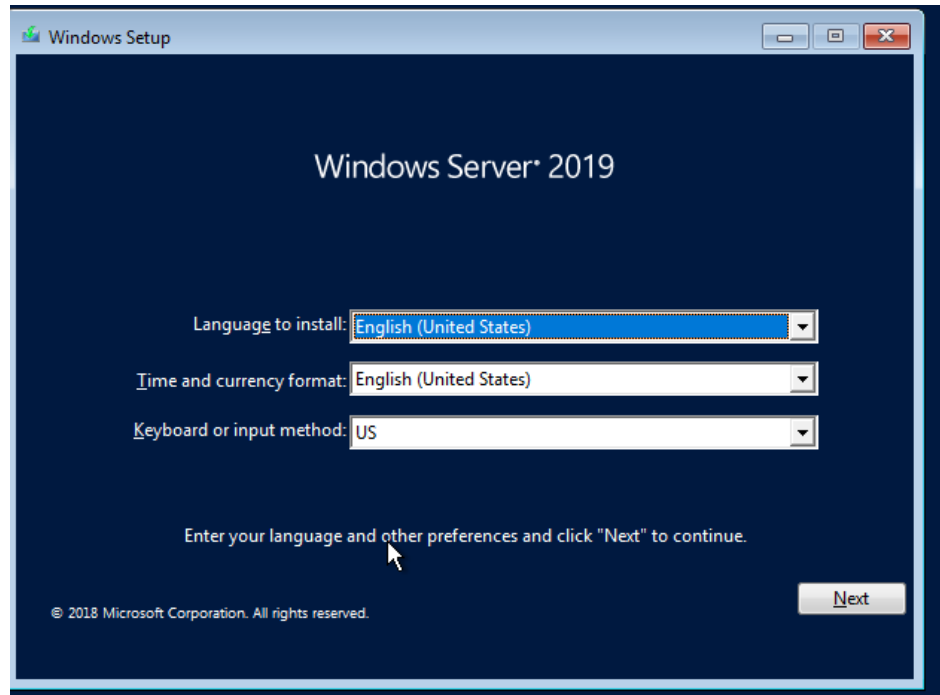 Windows Setup
Windows Server® 2019
Language to install: English (United States)
Time and currency format: English (United States)
Keyboard or input method: US
Enter your language and other preferences and click "Next" to continue.
Next
© 2018 Microsoft Corporation. All rights reserved.